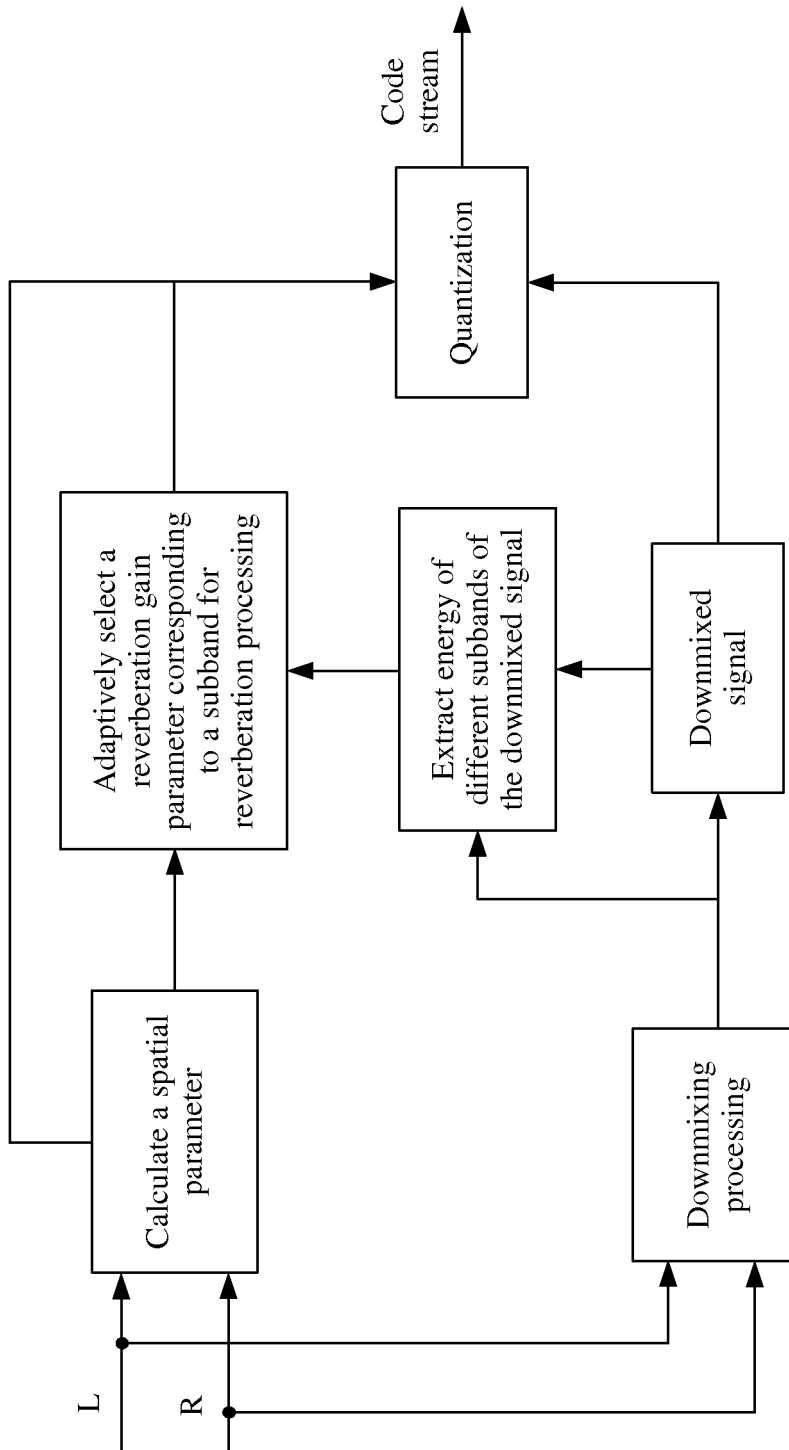 L
R
Calculate a spatial
parameter
Adaptively select a
reverberation gain
parameter corresponding
to a subband for
reverberation processing
Extract energy of
different subbands of
the downmixed signal
Downmixing
processing
Downmixed
signal
Quantization
Code
stream